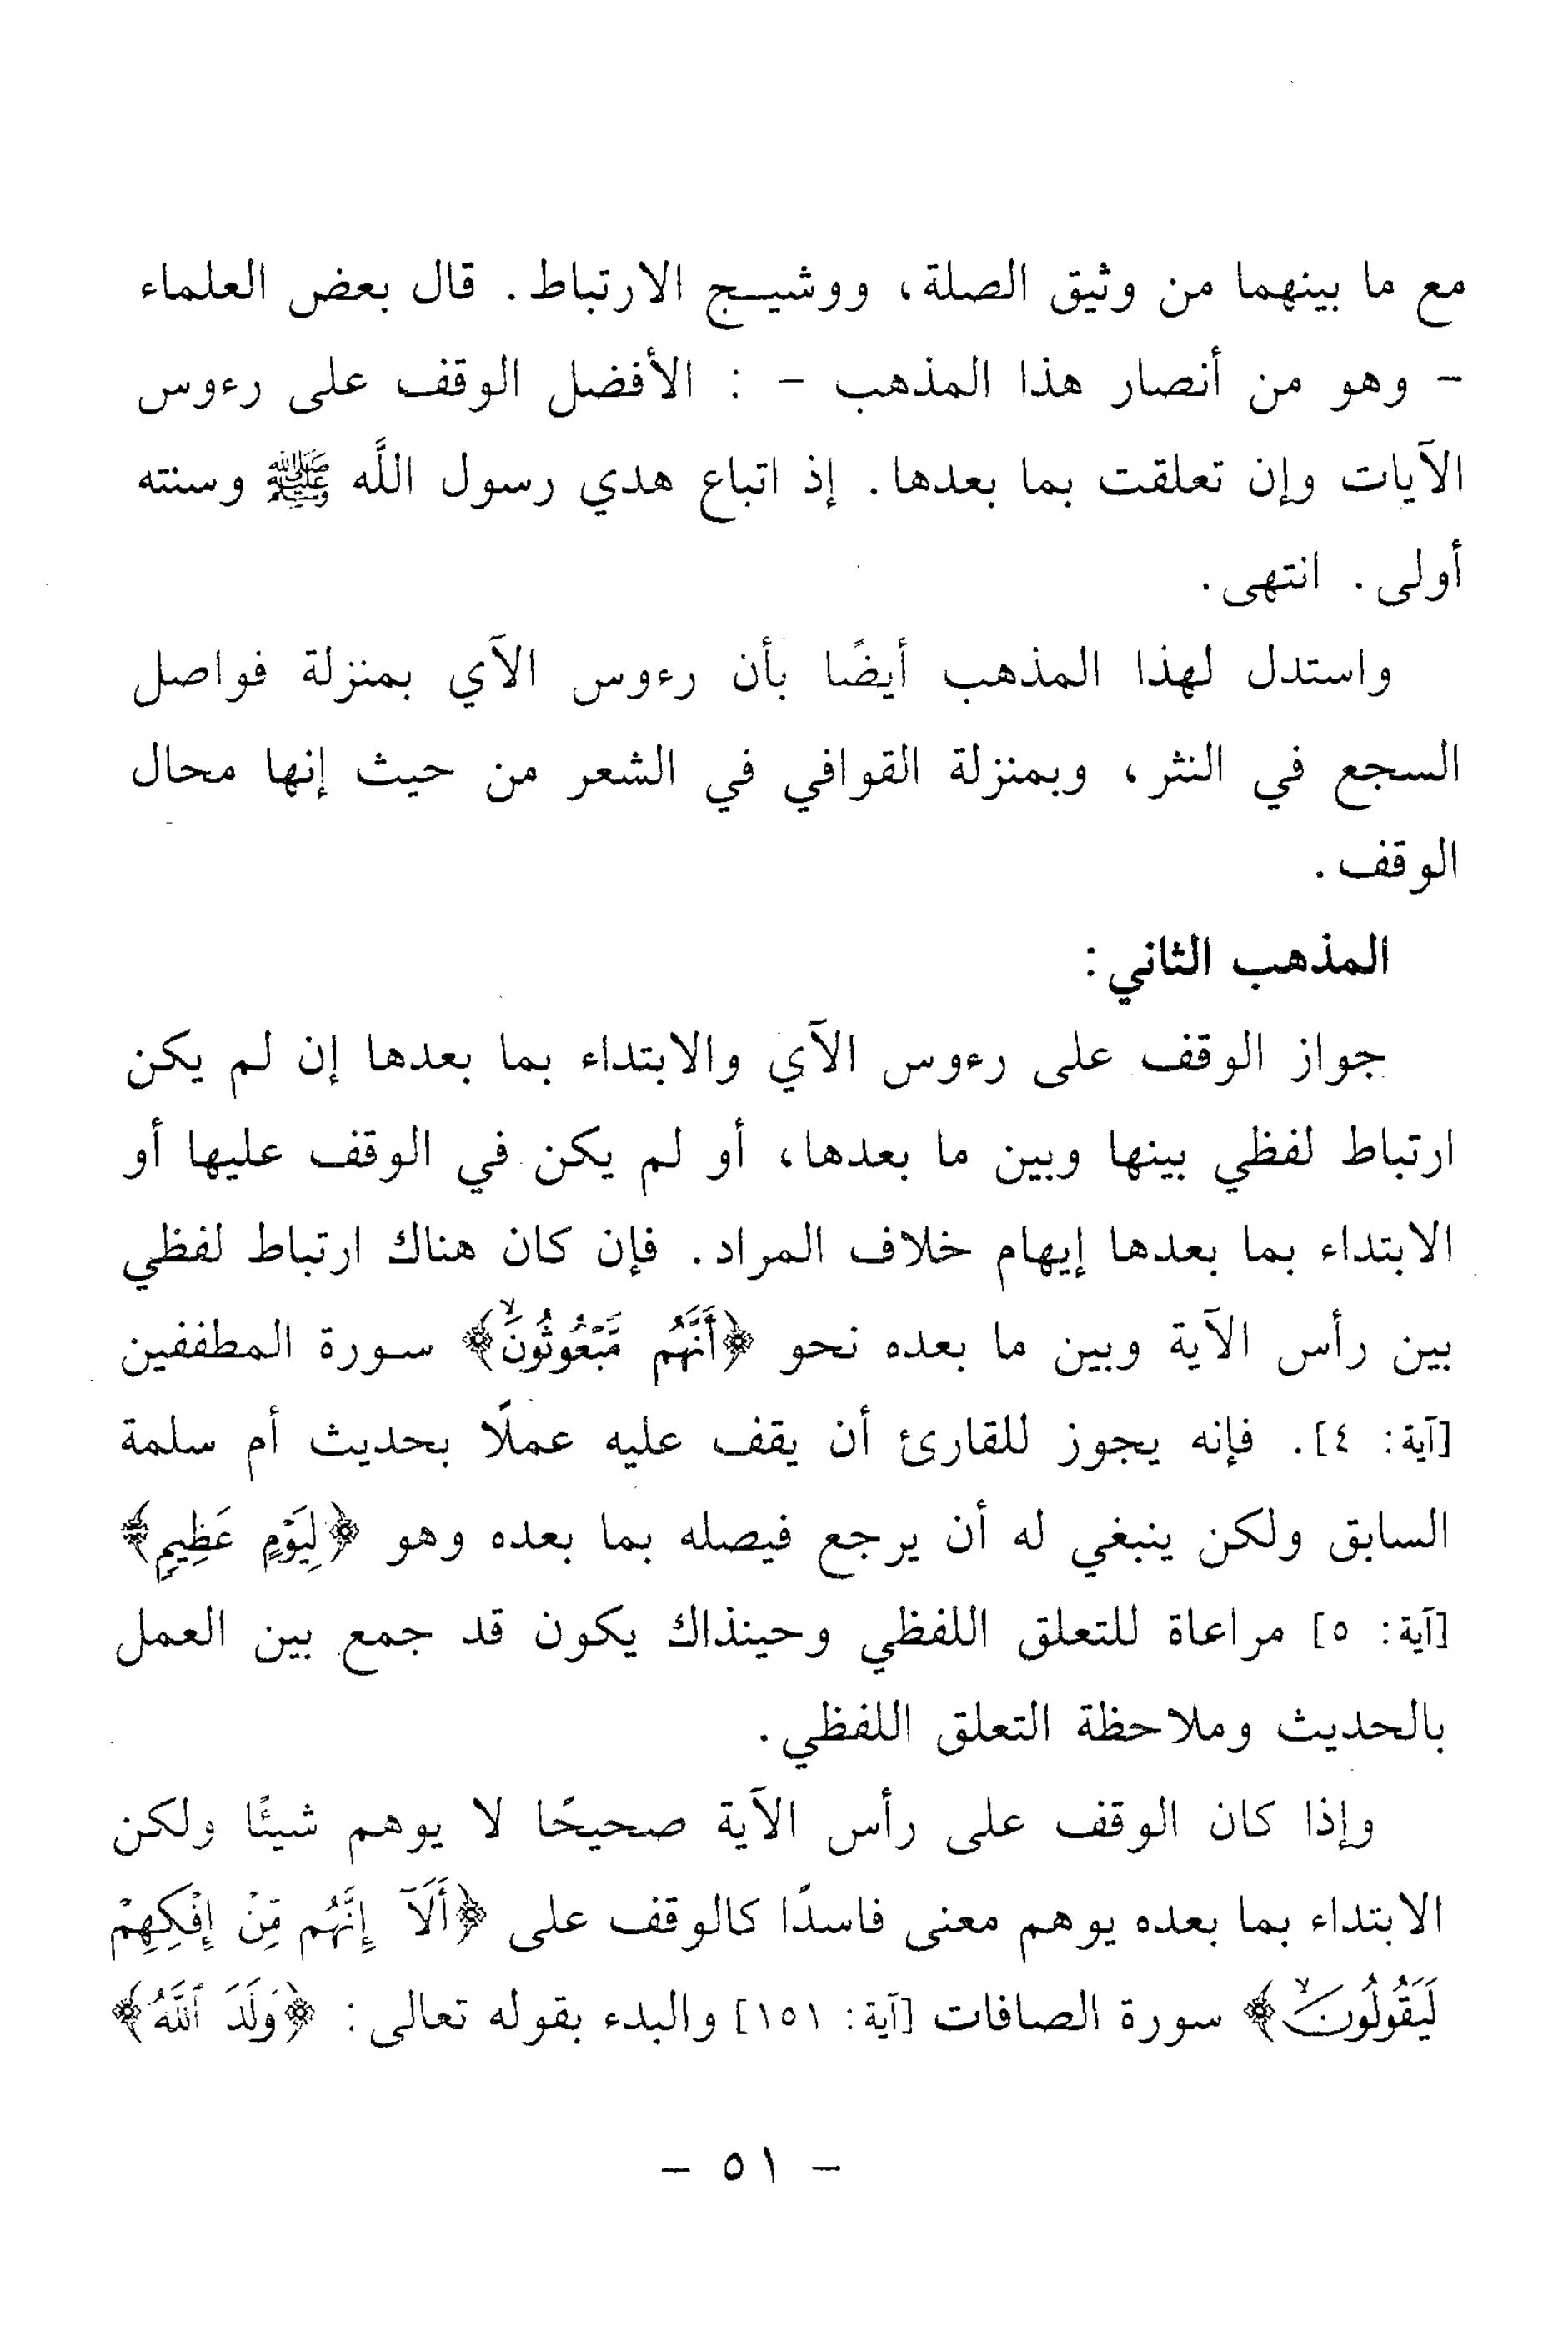 مع ما بينهما من وثيق الصلة، ووشيـج الارتباط. قال بعض العلماء
- وهو من أنصار هذا المذهب - : الأفضل الوقف على رءوس
الآيات وإن تعلقت بما بعدها. إذ اتباع هدي رسول اللَّه ﷺ وسنته
أولى. انتهى.
واستدل لهذا المذهب أيضًا بأن رءوس الآي بمنزلة فواصل
السجع في النثر، وبمنزلة القوافي في الشعر من حيث إنها محال
الوقف.
المذهب الثاني:
جواز الوقف على رءوس الآي والابتداء بما بعدها إن لم يكن
ارتباط لفظي بينها وبين ما بعدها، أو لم يكن في الوقف عليها أو
الابتداء بما بعدها إيهام خلاف المراد. فإن كان هناك ارتباط لفظي
بين رأس الآية وبين ما بعده نحو ﴿أَنَّهُم مَّبْعُوثُونَۙ﴾ سورة المطففين
[آية: ٤]. فإنه يجوز للقارئ أن يقف عليه عملًا بحديث أم سلمة
السابق ولكن ينبغي له أن يرجع فيصله بما بعده وهو ﴿لِيَوْمٍ عَظِيمٍ﴾
[آية: ٥] مراعاة للتعلق اللفظي وحينذاك يكون قد جمع بين العمل
بالحديث وملاحظة التعلق اللفظي.
وإذا كان الوقف على رأس الآية صحيحًا لا يوهم شيئًا ولكن
الابتداء بما بعده يوهم معنى فاسدًا كالوقف على ﴿أَلَآ إِنَّهُم مِّنْ إِفْكِهِمْ
لَيَقُولُونَۙ﴾ سورة الصافات [آية: ١٥١] والبدء بقوله تعالى: ﴿وَلَدَ ٱللَّهُ﴾
- ٥١ -